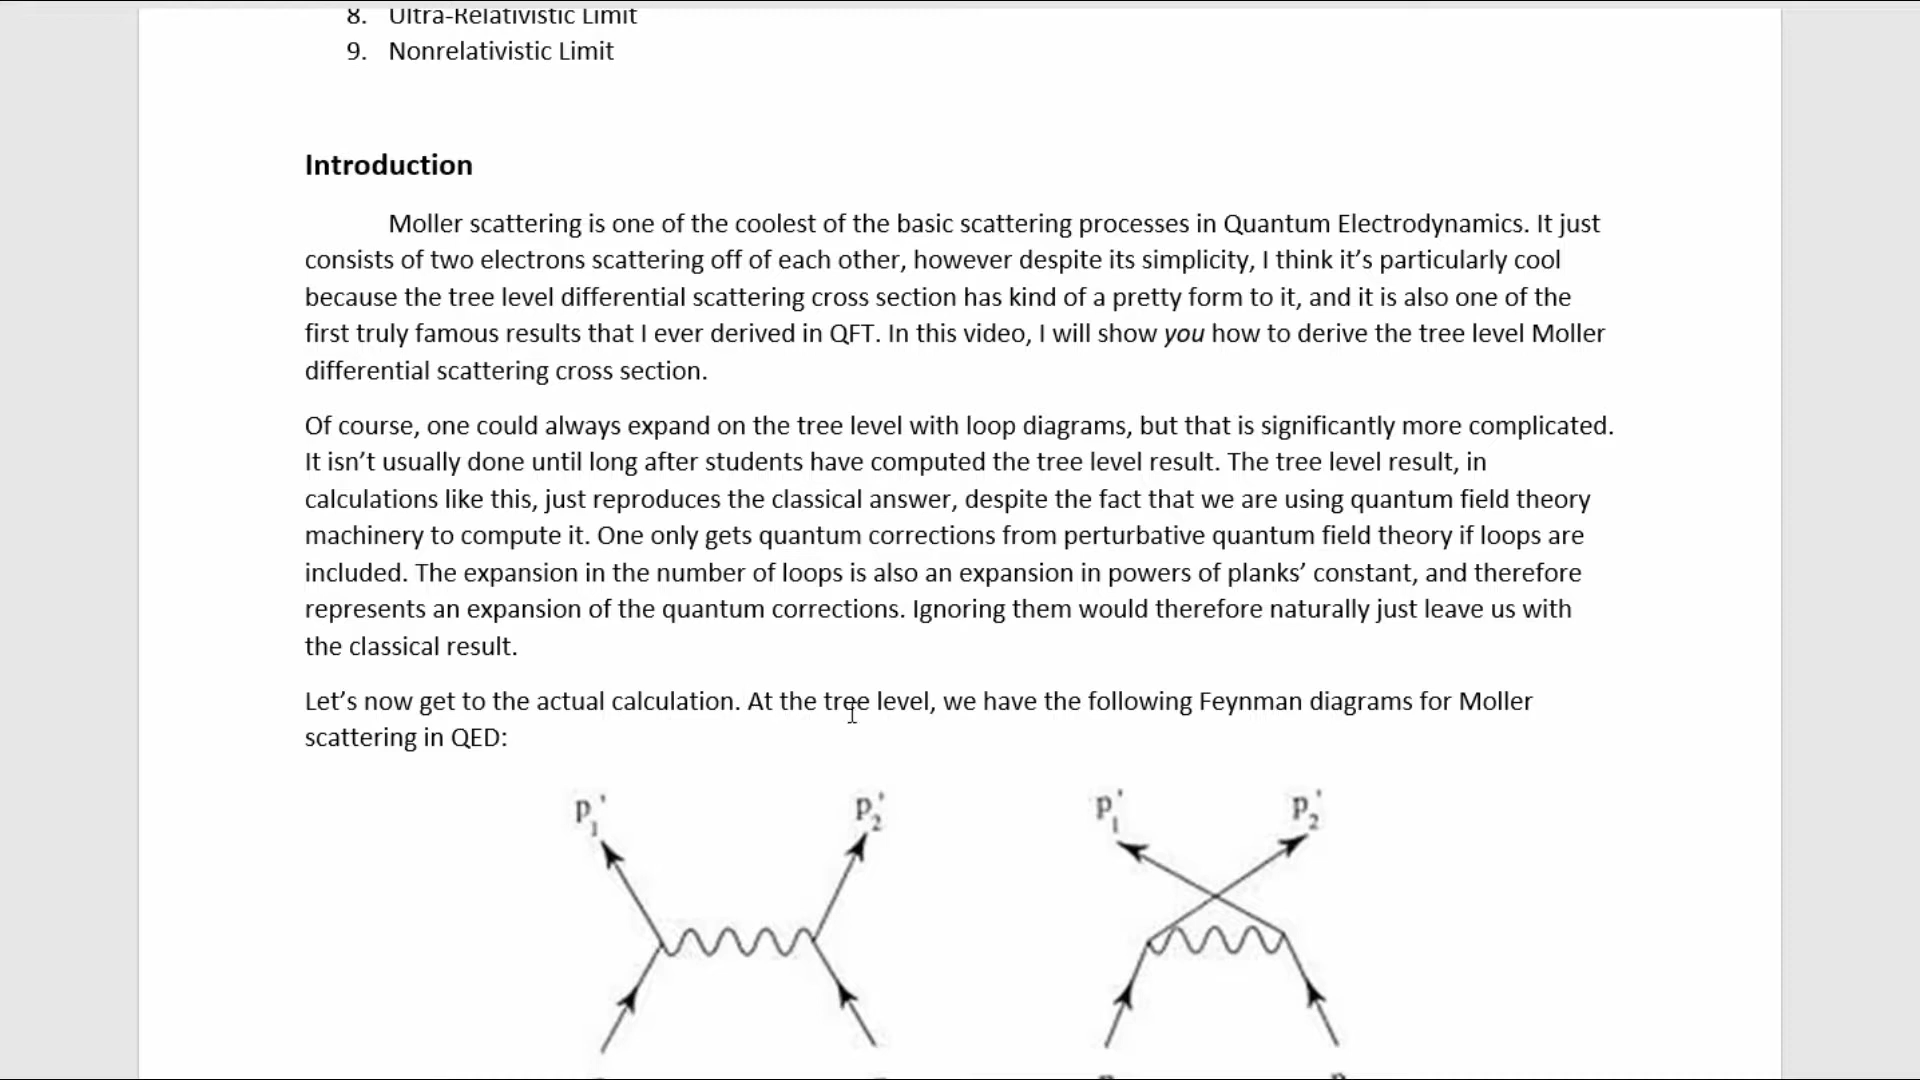 8. Ultra-Relativistic Limit
9. Nonrelativistic Limit
Introduction
Moller scattering is one of the coolest of the basic scattering processes in Quantum Electrodynamics. It just
consists of two electrons scattering off of each other, however despite its simplicity, I think it’s particularly cool
because the tree level differential scattering cross section has kind of a pretty form to it, and it is also one of the
first truly famous results that I ever derived in QFT. In this video, I will show you how to derive the tree level Moller
differential scattering cross section.
Of course, one could always expand on the tree level with loop diagrams, but that is significantly more complicated.
It isn’t usually done until long after students have computed the tree level result. The tree level result, in
calculations like this, just reproduces the classical answer, despite the fact that we are using quantum field theory
machinery to compute it. One only gets quantum corrections from perturbative quantum field theory if loops are
included. The expansion in the number of loops is also an expansion in powers of planks’ constant, and therefore
represents an expansion of the quantum corrections. Ignoring them would therefore naturally just leave us with
the classical result.
Let’s now get to the actual calculation. At the tree level, we have the following Feynman diagrams for Moller
scattering in QED:
p₁' p₂' p₁' p₂'